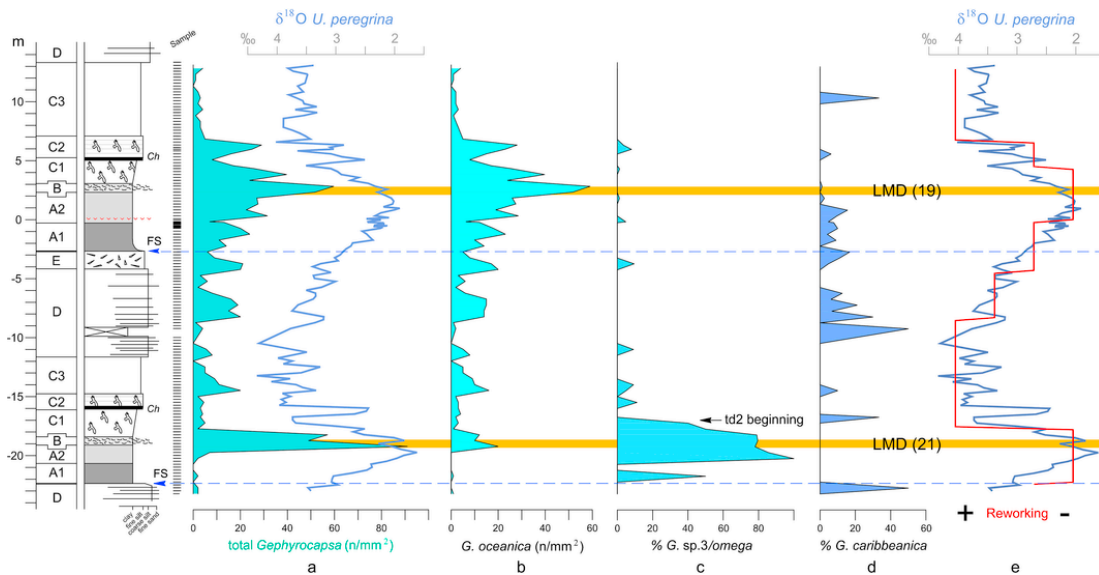 δ18O U. peregrina
δ18O U. peregrina
m
Sample
‰ 4 3 2
‰ 4 3 2
D
C3
10
C2
Ch
5
C1
B
LMD (19)
A2
0
A1
FS
E
-5
D
-10
C3
-15
C2
Ch
C1
td2 beginning
B
LMD (21)
A2
-20
A1
FS
D
clay
fine silt
coarse silt
fine sand
+ Reworking -
0 20 40 60 80 100
0 20 40 60
0 20 40 60 80
0 20 40 60
total Gephyrocapsa (n/mm2)
G. oceanica (n/mm2)
% G. sp.3/omega
% G. caribbeanica
a b c d e